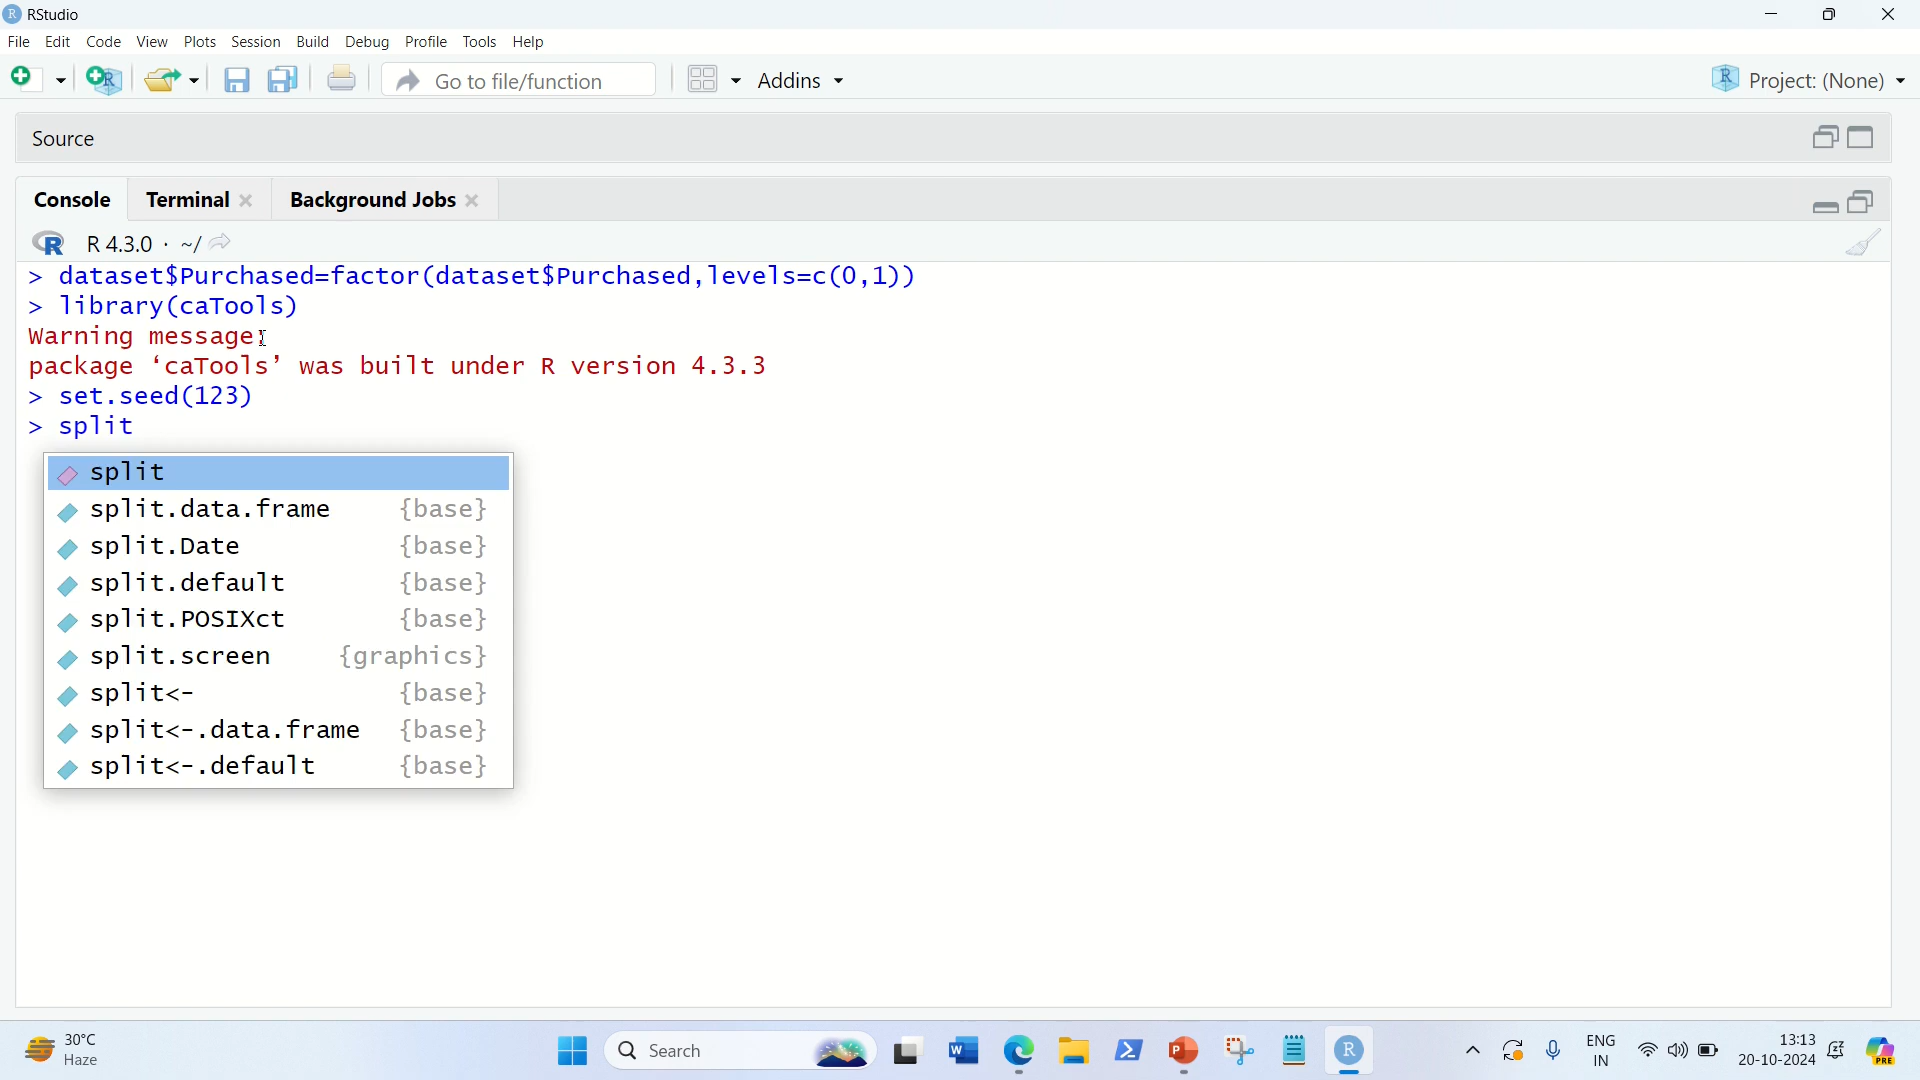 RStudio
File Edit Code View Plots Session Build Debug Profile Tools Help
Go to file/function Addins Project: (None)
Source
Console Terminal Background Jobs
R 4.3.0 · ~/
> dataset$Purchased=factor(dataset$Purchased,levels=c(0,1))
> library(caTools)
Warning message:
package ‘caTools’ was built under R version 4.3.3
> set.seed(123)
> split
split
split.data.frame {base}
split.Date {base}
split.default {base}
split.POSIXct {base}
split.screen {graphics}
split<- {base}
split<-.data.frame {base}
split<-.default {base}
30°C
Haze
Search
ENG
IN
13:13
20-10-2024
PRE